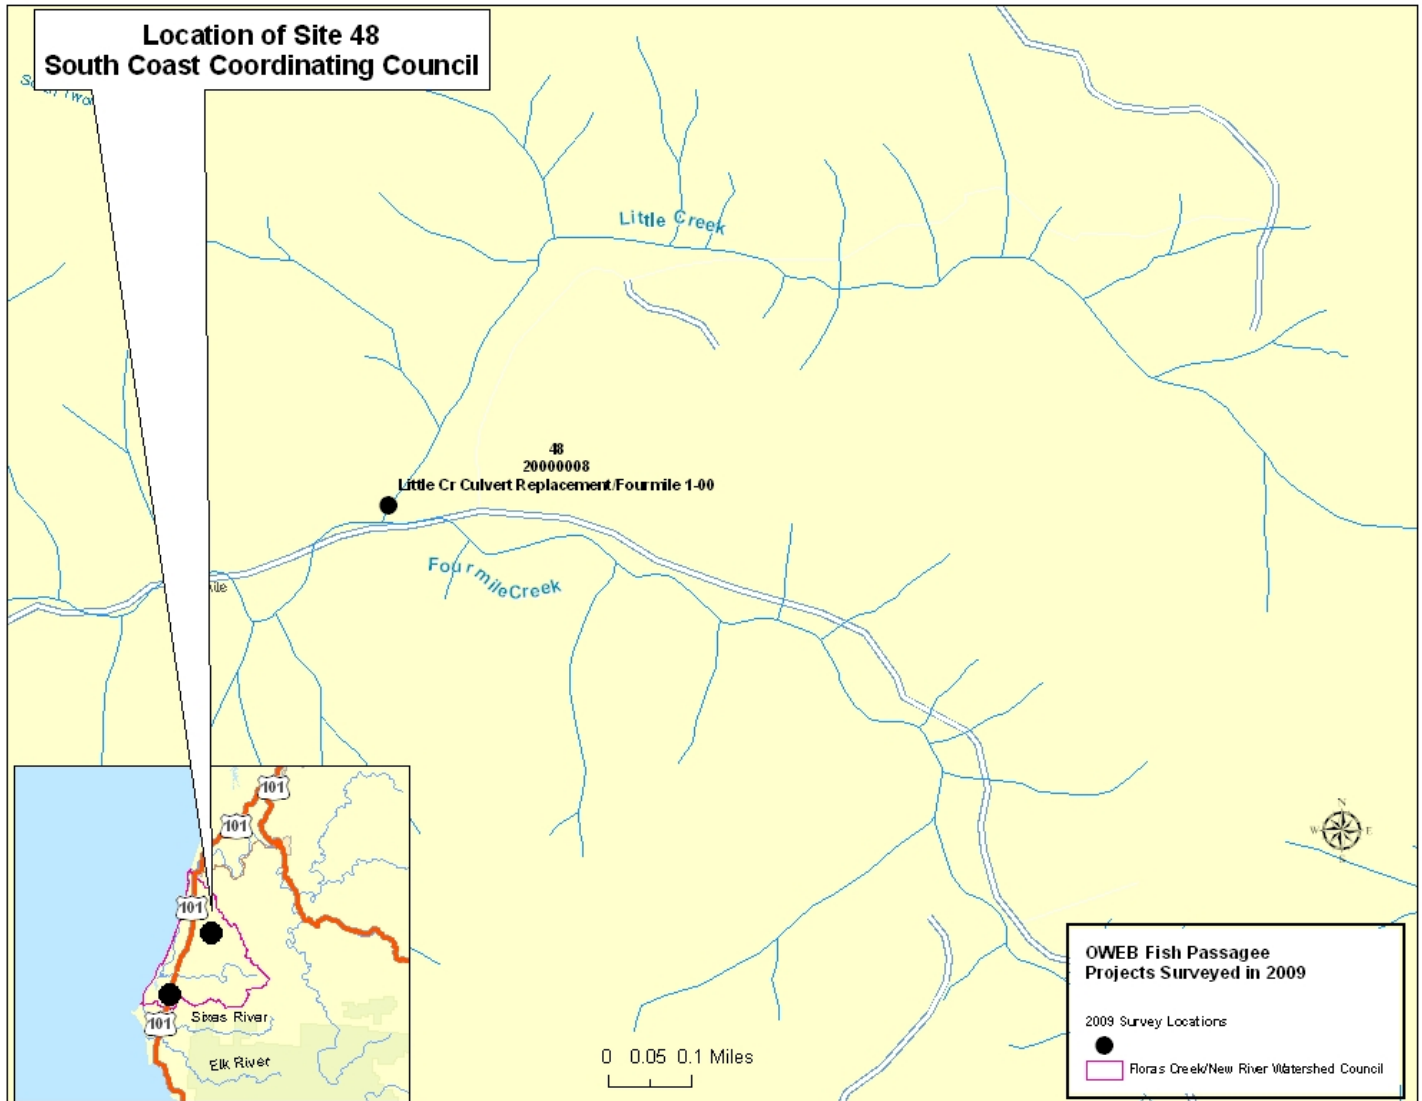 Location of Site 48
South Coast Coordinating Council
Little Creek
48
20000008
Little Cr Culvert Replacement/Fourmile 1-00
Fourmile Creek
101
101
101
101
Sixes River
Elk River
0 0.05 0.1 Miles
N
W E
OWEB Fish Passagee
Projects Surveyed in 2009
2009 Survey Locations
Floras Creek/New River Watershed Council